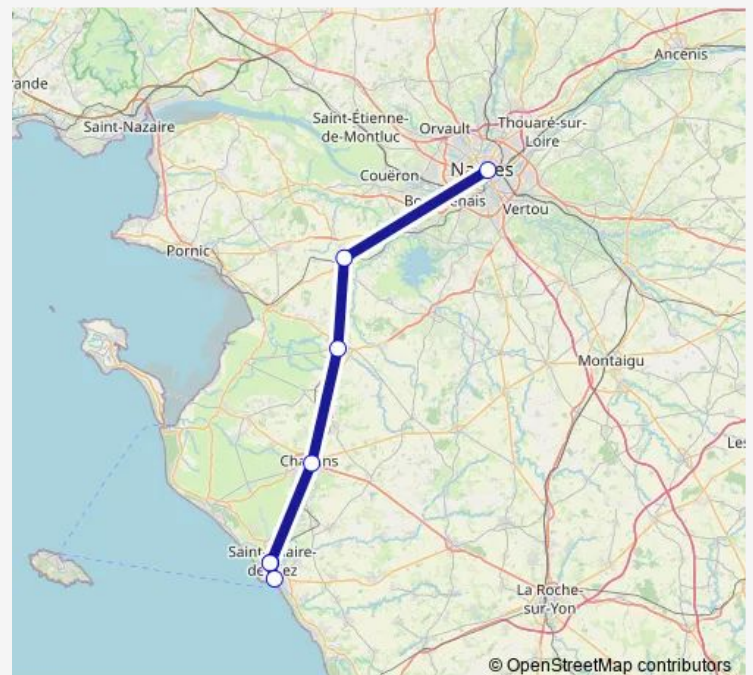 Ancenis
rande
Saint-Nazaire
Saint-Étienne-
de-Montluc
Orvault
Thouaré-sur-
Loire
Couëron
Vertou
Pornic
Montaigu
La Roche-
sur-Yon
© OpenStreetMap contributors